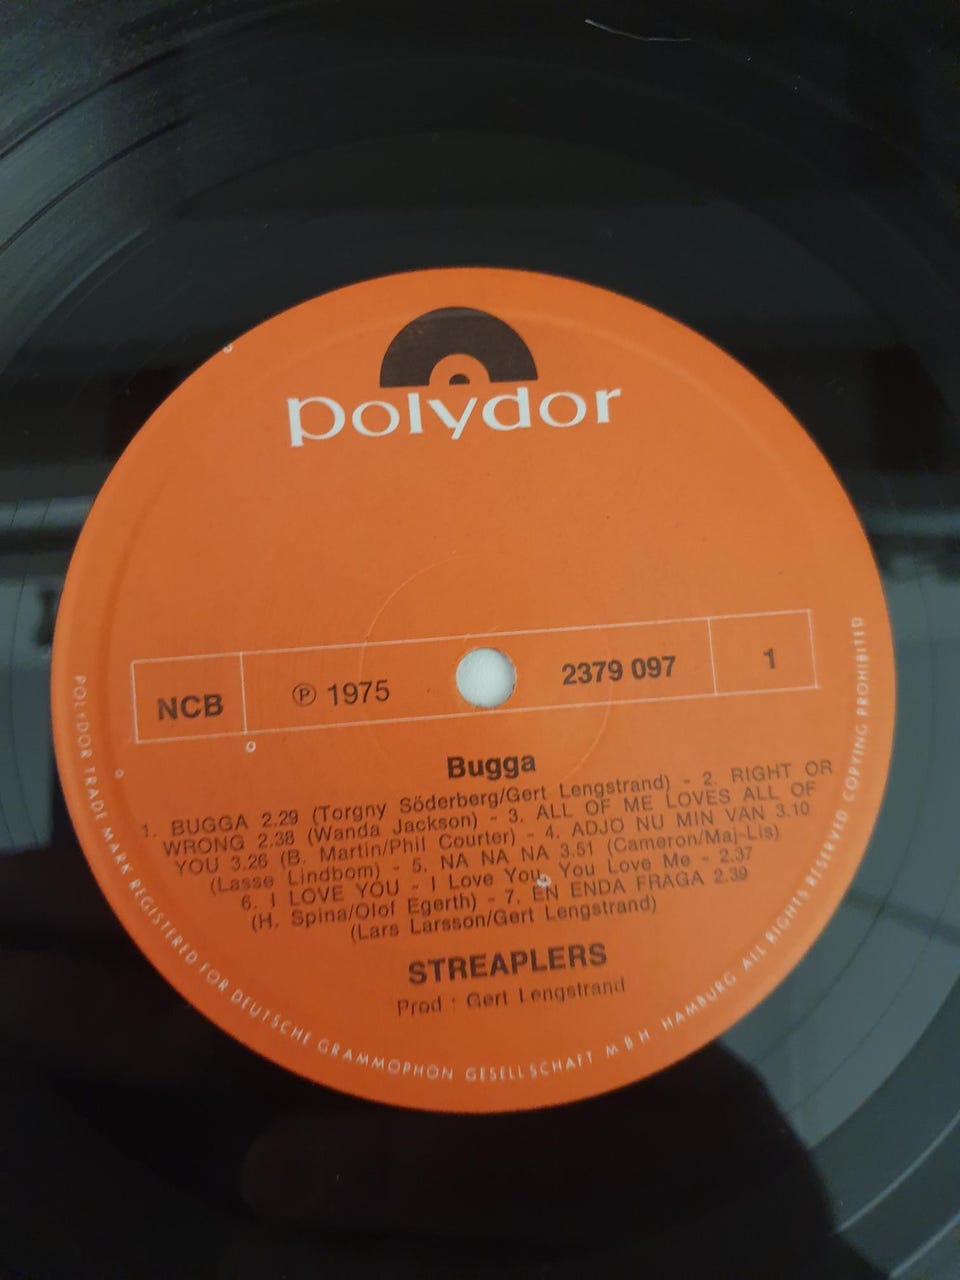 polydor
NCB
℗ 1975
2379 097
1
Bugga
1. BUGGA 2.29 (Torgny Söderberg/Gert Lengstrand) - 2. RIGHT OR
WRONG 2.38 (Wanda Jackson) - 3. ALL OF ME LOVES ALL OF
YOU 3.26 (B. Martin/Phil Courter) - 4. ADJÖ NU MIN VÄN 3.10
(Lasse Lindbom) - 5. NA NA NA 3.51 (Cameron/Maj-Lis)
6. I LOVE YOU - I Love You, You Love Me - 2.37
(H. Spina/Olof Egerth) - 7. EN ENDA FRÅGA 2.39
(Lars Larsson/Gert Lengstrand)
STREAPLERS
Prod : Gert Lengstrand
POLYDOR TRADE MARK REGISTERED FOR DEUTSCHE GRAMMOPHON GESELLSCHAFT M B H. HAMBURG ALL RIGHTS RESERVED COPYING PROHIBITED